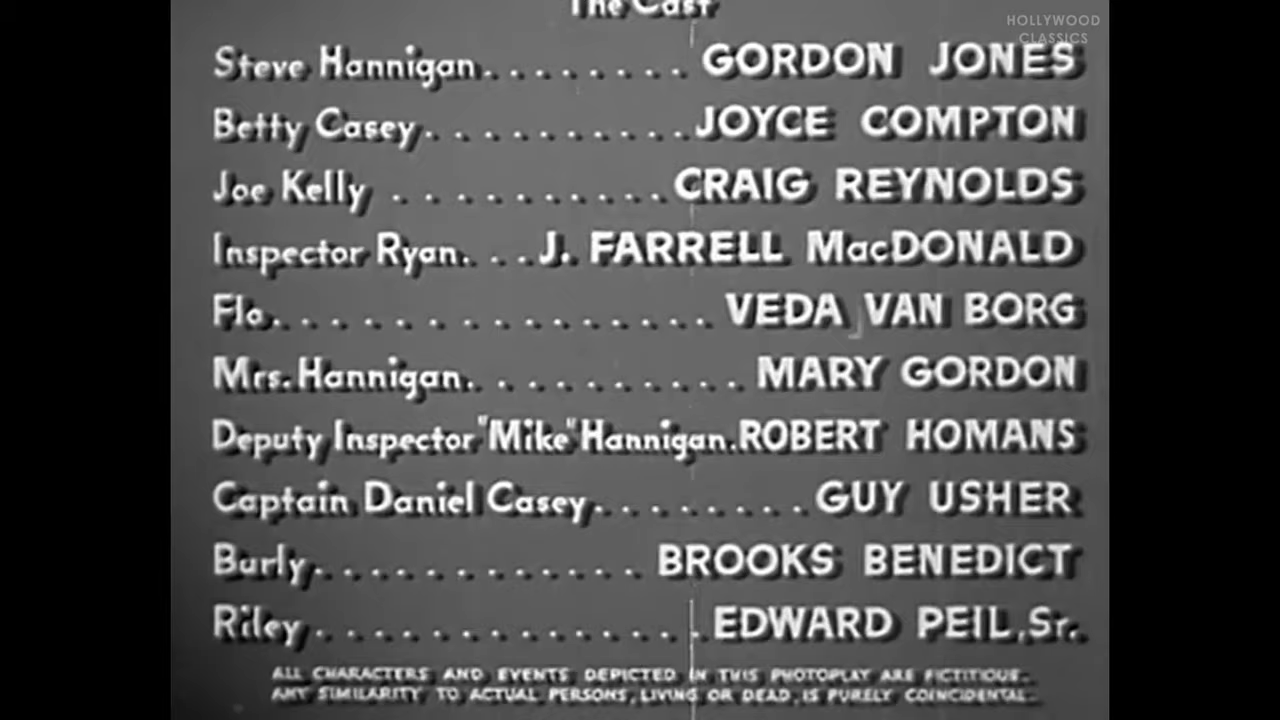 The Cast
HOLLYWOOD
CLASSICS
Steve Hannigan. . . . . . . . GORDON JONES
Betty Casey. . . . . . . . . . JOYCE COMPTON
Joe Kelly . . . . . . . . . . CRAIG REYNOLDS
Inspector Ryan. . . J. FARRELL MacDONALD
Flo. . . . . . . . . . . . . . . . VEDA VAN BORG
Mrs. Hannigan. . . . . . . . . . MARY GORDON
Deputy Inspector "Mike" Hannigan. ROBERT HOMANS
Captain Daniel Casey. . . . . . . . . GUY USHER
Burly. . . . . . . . . . . . . BROOKS BENEDICT
Riley . . . . . . . . . . . . . . . EDWARD PEIL, Sr.
ALL CHARACTERS AND EVENTS DEPICTED IN THIS PHOTOPLAY ARE FICTITIOUS.
ANY SIMILARITY TO ACTUAL PERSONS, LIVING OR DEAD, IS PURELY COINCIDENTAL.